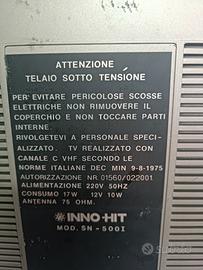 ATTENZIONE
TELAIO SOTTO TENSIONE
PER' EVITARE PERICOLOSE SCOSSE
ELETTRICHE NON RIMUOVERE IL
COPERCHIO E NON TOCCARE PARTI
INTERNE.
RIVOLGETEVI A PERSONALE SPECI-
ALIZZATO. TV REALIZZATO CON
CANALE C VHF SECONDO LE
NORME ITALIANE DEC MIN 9-8-1975
AUTORIZZAZIONE NR.01560/022001
ALIMENTAZIONE 220V 50HZ
CONSUMO 17W 12V 10W
ANTENNA 75 OHM.
INNO-HIT
MOD. SN - 500I